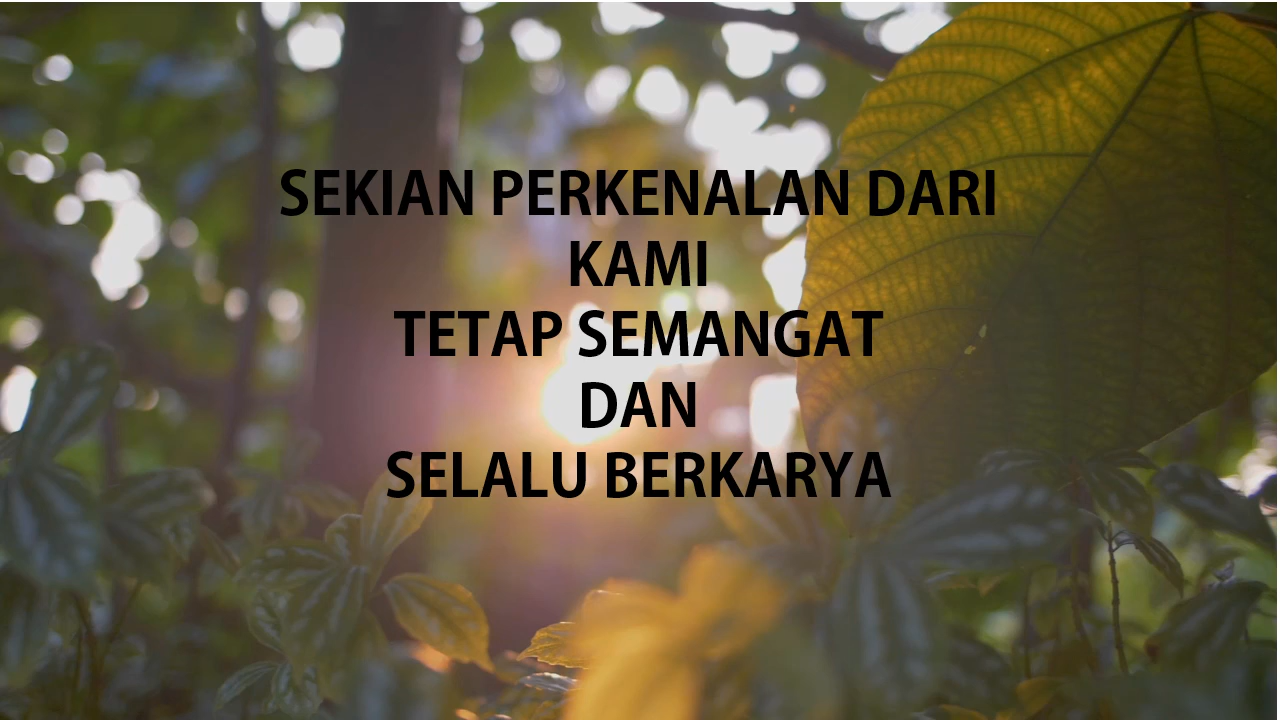 SEKIAN PERKENALAN DARI
KAMI
TETAP SEMANGAT
DAN
SELALU BERKARYA